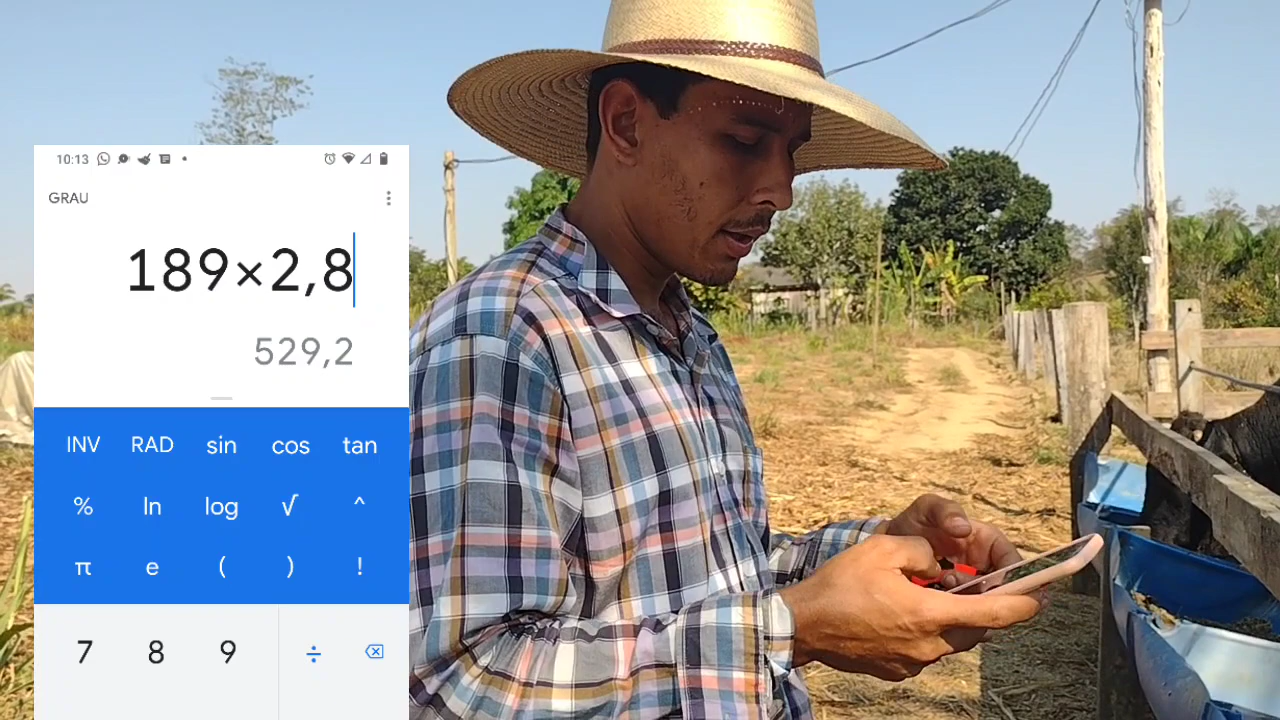 10:13
GRAU
189×2,8
529,2
INV RAD sin cos tan
% ln log √ ^
π e ( ) !
7 8 9 ÷